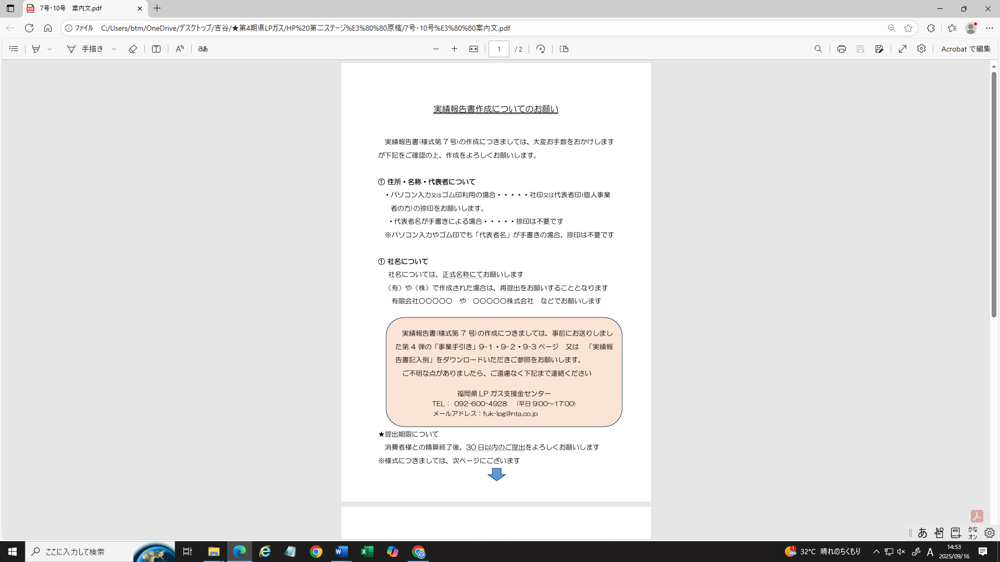 7号・10号　案内文.pdf
ファイル　C:/Users/btm/OneDrive/デスクトップ/吉谷/★第4期県LPガス/HP%20第二ステージ%E3%80%80原稿/7号・10号%E3%80%80案内文.pdf
手描き　aあ　1　/ 2　Acrobat で編集
実績報告書作成についてのお願い
実績報告書(様式第 7 号)の作成につきましては、大変お手数をおかけします
が下記をご確認の上、作成をよろしくお願いします。
① 住所・名称・代表者について
・パソコン入力又はゴム印利用の場合・・・・・社印又は代表者印(個人事業
者の方)の捺印をお願いします。
・代表者名が手書きによる場合・・・・・捺印は不要です
※パソコン入力やゴム印でも「代表者名」が手書きの場合、捺印は不要です
① 社名について
社名については、正式名称にてお願いします
（有）や（株）で作成された場合は、再提出をお願いすることとなります
有限会社〇〇〇〇〇　や　〇〇〇〇〇株式会社　などでお願いします
実績報告書(様式第 7 号)の作成につきましては、事前にお送りしまし
た第 4 弾の「事業手引き」9-1・9-2・9-3 ページ　又は　「実績報
告書記入例」をダウンロードいただきご参照をお願いします。
ご不明な点がありましたら、ご遠慮なく下記まで連絡ください
福岡県 LP ガス支援金センター
TEL： 092-600-4928　（平日 9:00～17:00）
メールアドレス：fuk-lpg@nta.co.jp
★提出期限について
消費者様との精算終了後、30 日以内のご提出をよろしくお願いします
※様式につきましては、次ページにございます
あ　かな
オン
ここに入力して検索　1　32°C　晴れのちくもり　A　14:53
2025/09/16